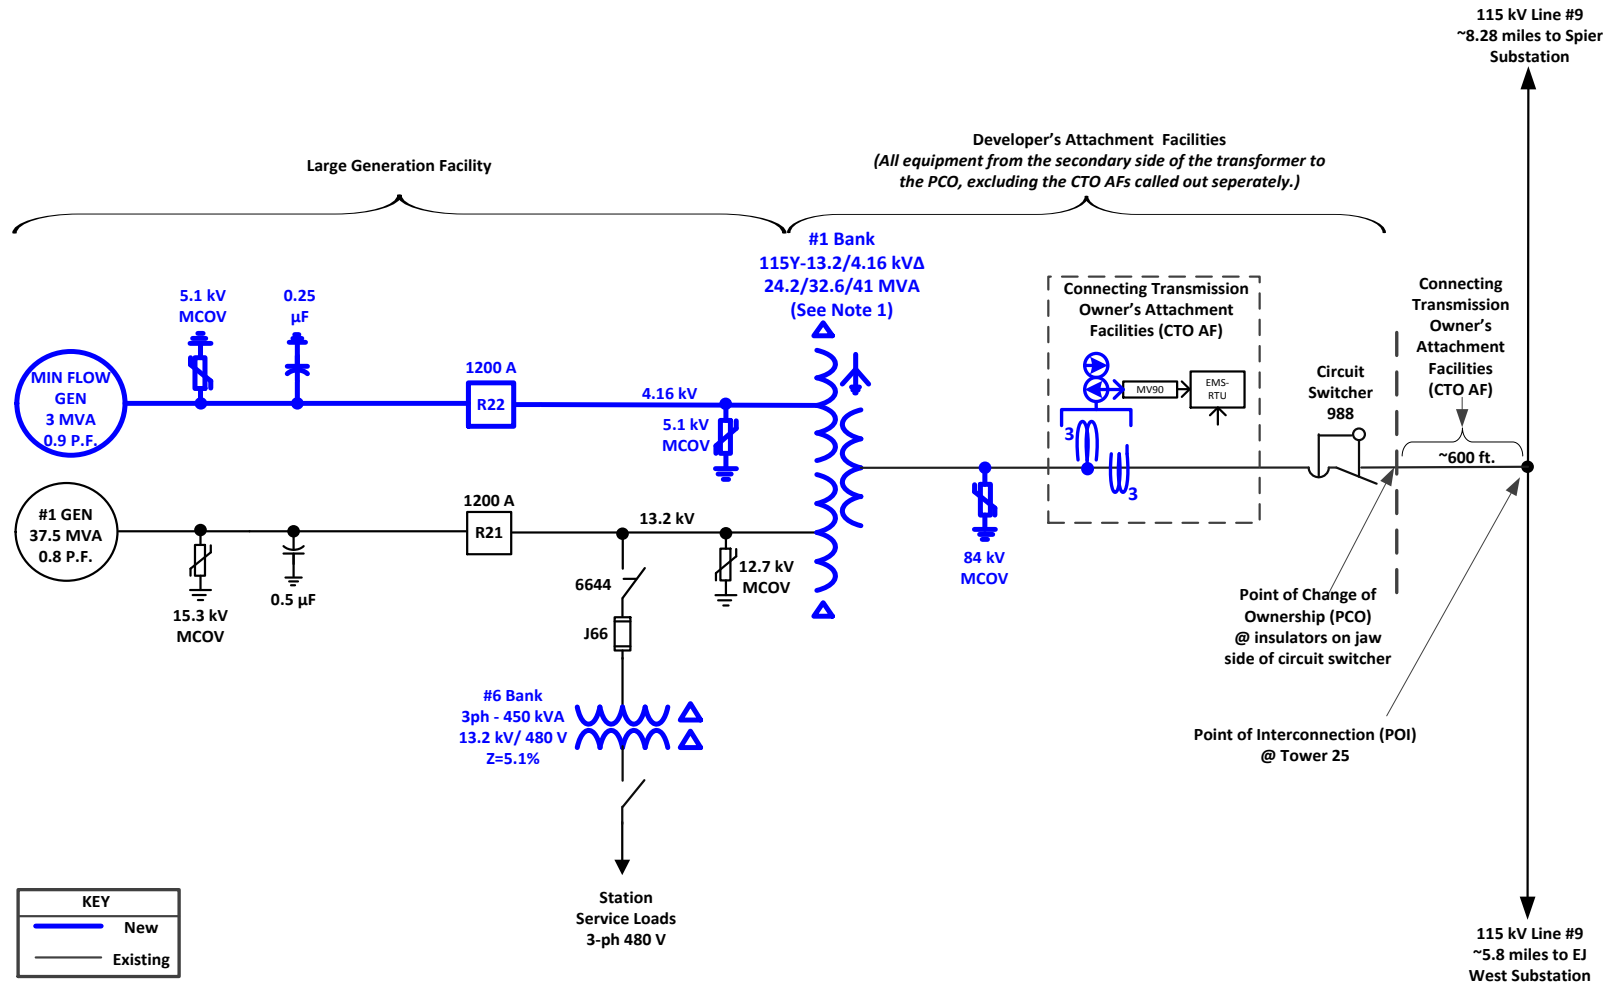 115 kV Line #9
~8.28 miles to Spier
Substation
Large Generation Facility
Developer’s Attachment Facilities
(All equipment from the secondary side of the transformer to
the PCO, excluding the CTO AFs called out seperately.)
#1 Bank
115Y-13.2/4.16 kVΔ
24.2/32.6/41 MVA
(See Note 1)
5.1 kV
MCOV
0.25
µF
MIN FLOW
GEN
3 MVA
0.9 P.F.
1200 A
R22
4.16 kV
5.1 kV
MCOV
Connecting Transmission
Owner’s Attachment
Facilities (CTO AF)
MV90
EMS-
RTU
3
3
Circuit
Switcher
988
Connecting
Transmission
Owner’s
Attachment
Facilities
(CTO AF)
~600 ft.
#1 GEN
37.5 MVA
0.8 P.F.
15.3 kV
MCOV
0.5 µF
1200 A
R21
13.2 kV
12.7 kV
MCOV
6644
J66
84 kV
MCOV
Point of Change of
Ownership (PCO)
@ insulators on jaw
side of circuit switcher
Point of Interconnection (POI)
@ Tower 25
#6 Bank
3ph - 450 kVA
13.2 kV/ 480 V
Z=5.1%
Station
Service Loads
3-ph 480 V
KEY
New
Existing
115 kV Line #9
~5.8 miles to EJ
West Substation